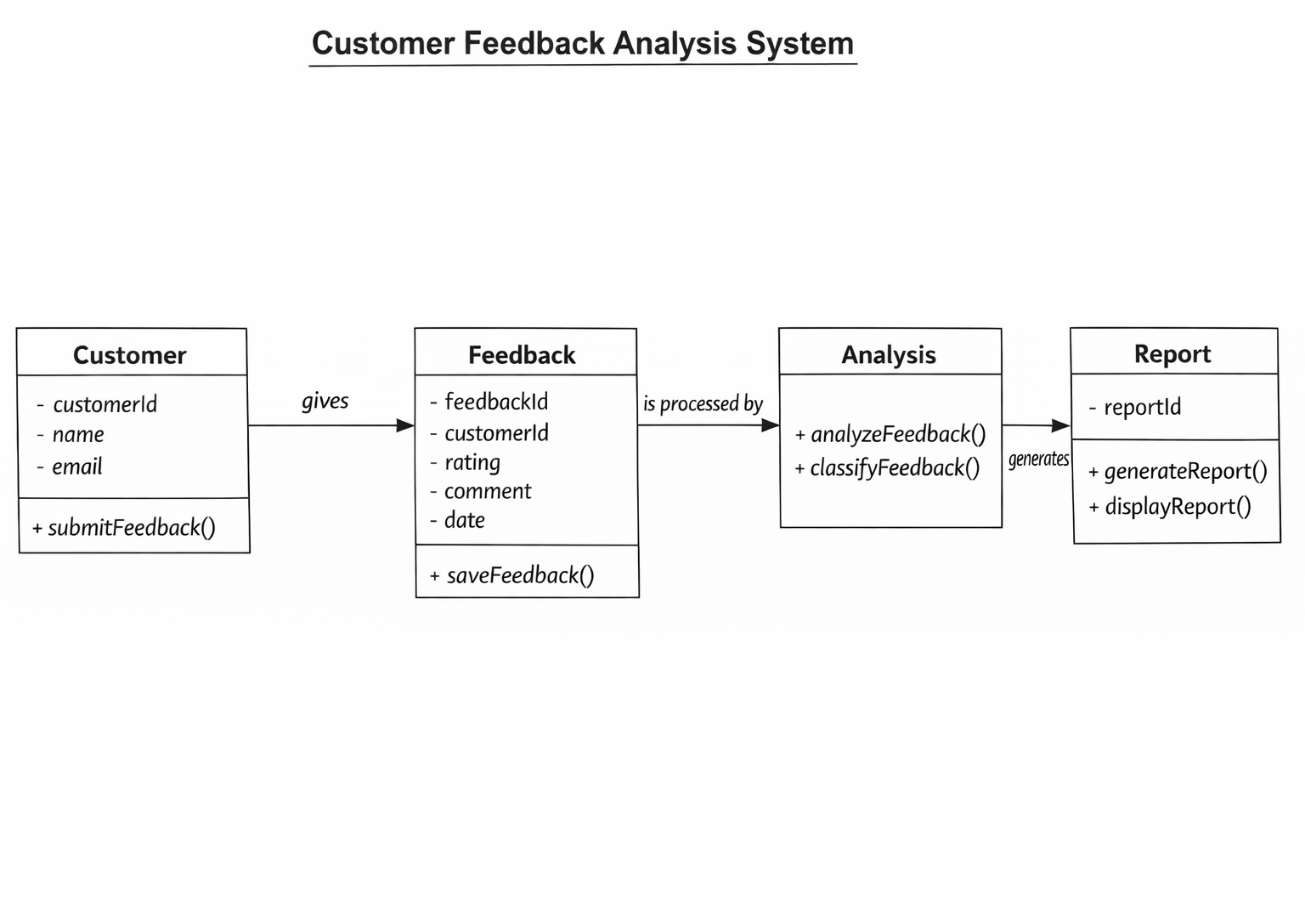 Customer Feedback Analysis System
Customer
- customerId
- name
- email
+ submitFeedback()
gives
Feedback
- feedbackId
- customerId
- rating
- comment
- date
+ saveFeedback()
is processed by
Analysis
+ analyzeFeedback()
+ classifyFeedback()
generates
Report
- reportId
+ generateReport()
+ displayReport()